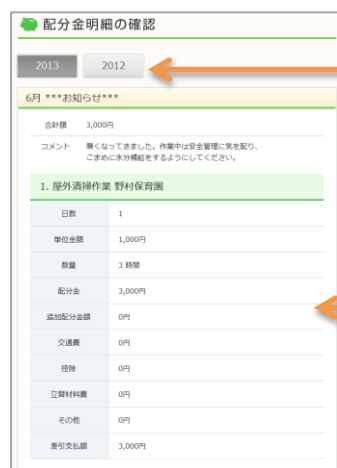 配分金明細の確認
2013 2012
6月 ***お知らせ***
合計額 3,000円
コメント 暑くなってきました。作業中は安全管理に気を配り、
こまめに水分補給をするようにしてください。
1. 屋外清掃作業 野村保育園
日数 1
単位金額 1,000円
数量 3 時間
配分金 3,000円
追加配分金額 0円
交通費 0円
控除 0円
立替材料費 0円
その他 0円
差引支払額 3,000円